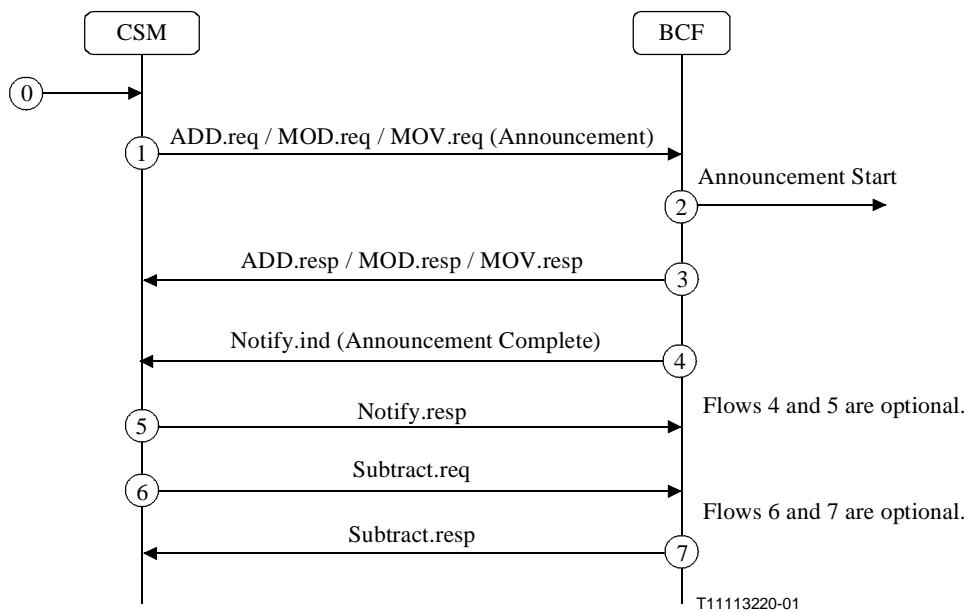 CSM
BCF
0
ADD.req / MOD.req / MOV.req (Announcement)
1
Announcement Start
2
ADD.resp / MOD.resp / MOV.resp
3
Notify.ind (Announcement Complete)
4
Flows 4 and 5 are optional.
Notify.resp
5
Subtract.req
6
Flows 6 and 7 are optional.
Subtract.resp
7
T11113220-01